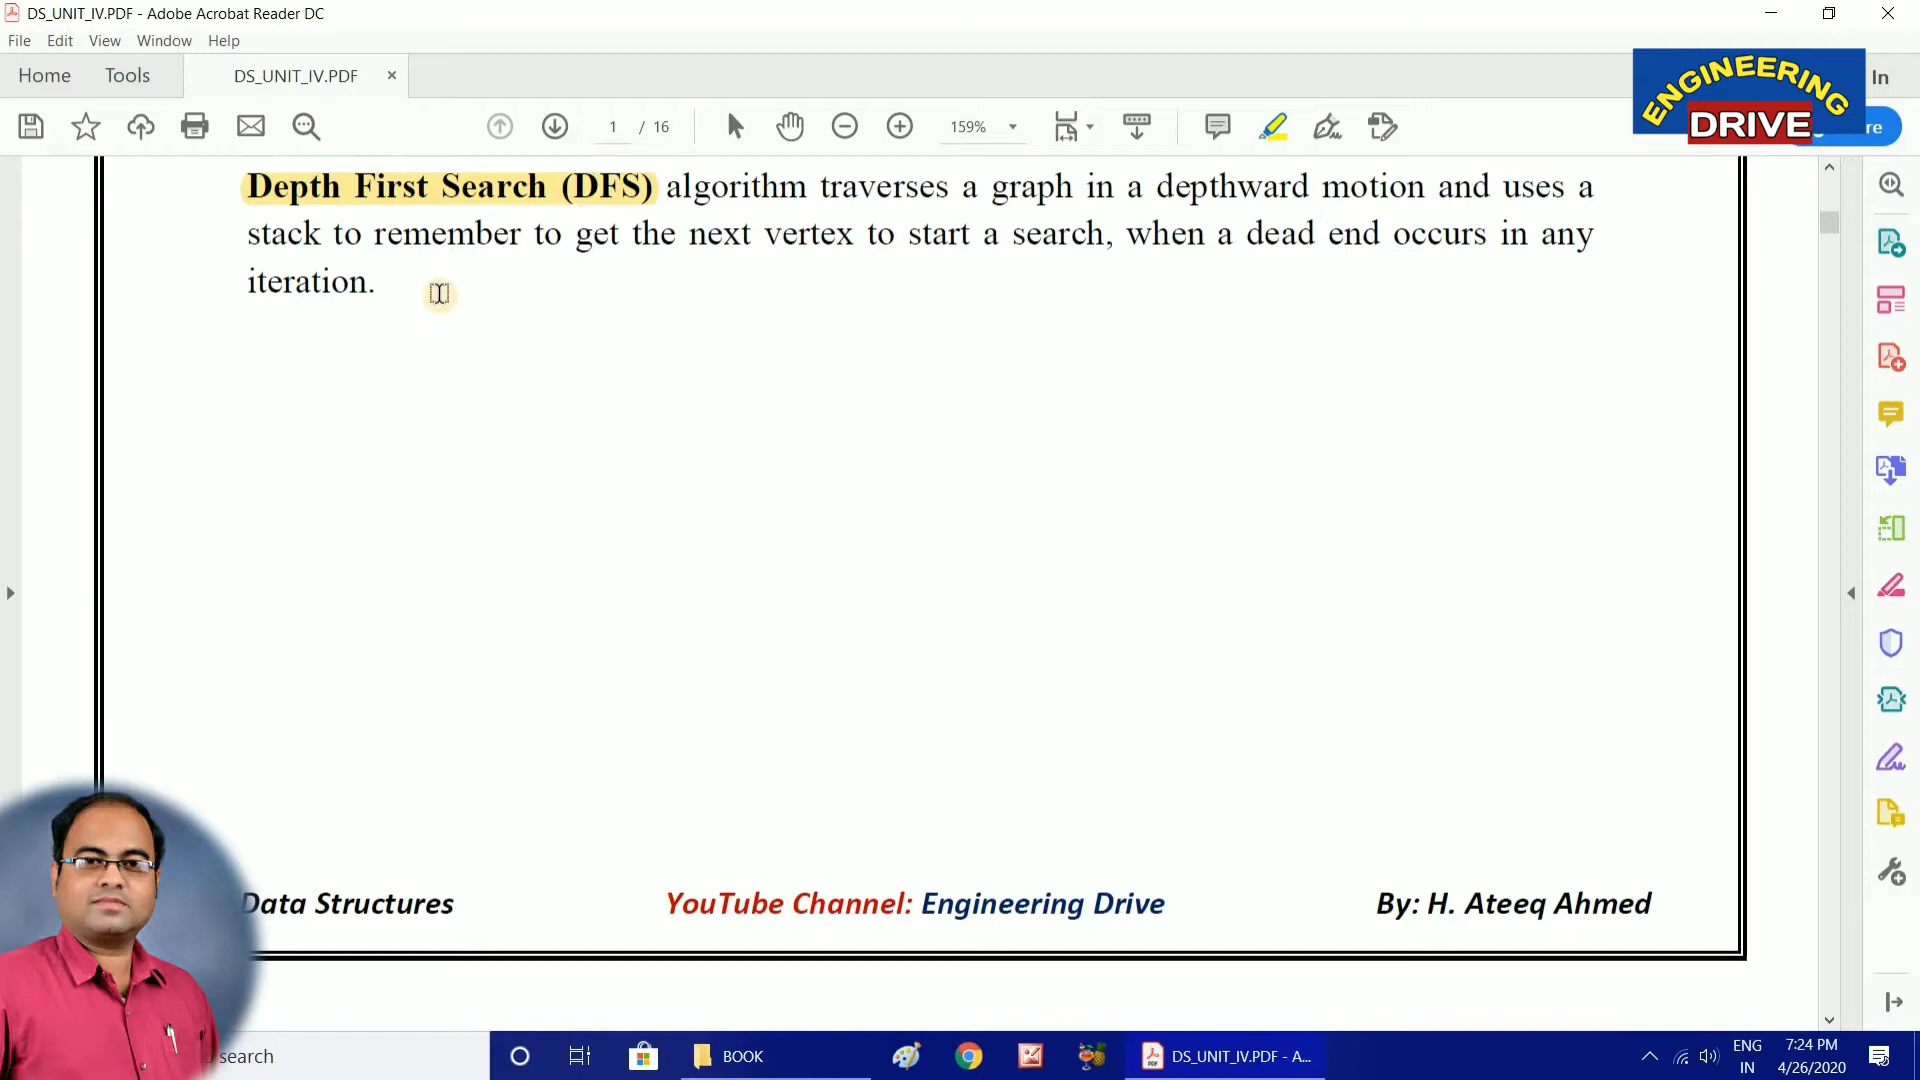 DS_UNIT_IV.PDF - Adobe Acrobat Reader DC
File Edit View Window Help
Home Tools DS_UNIT_IV.PDF
In
ENGINEERING
DRIVE
1 / 16
159%
re
Depth First Search (DFS) algorithm traverses a graph in a depthward motion and uses a
stack to remember to get the next vertex to start a search, when a dead end occurs in any
iteration.
Data Structures YouTube Channel: Engineering Drive By: H. Ateeq Ahmed
search
BOOK
DS_UNIT_IV.PDF - A...
ENG
IN
7:24 PM
4/26/2020